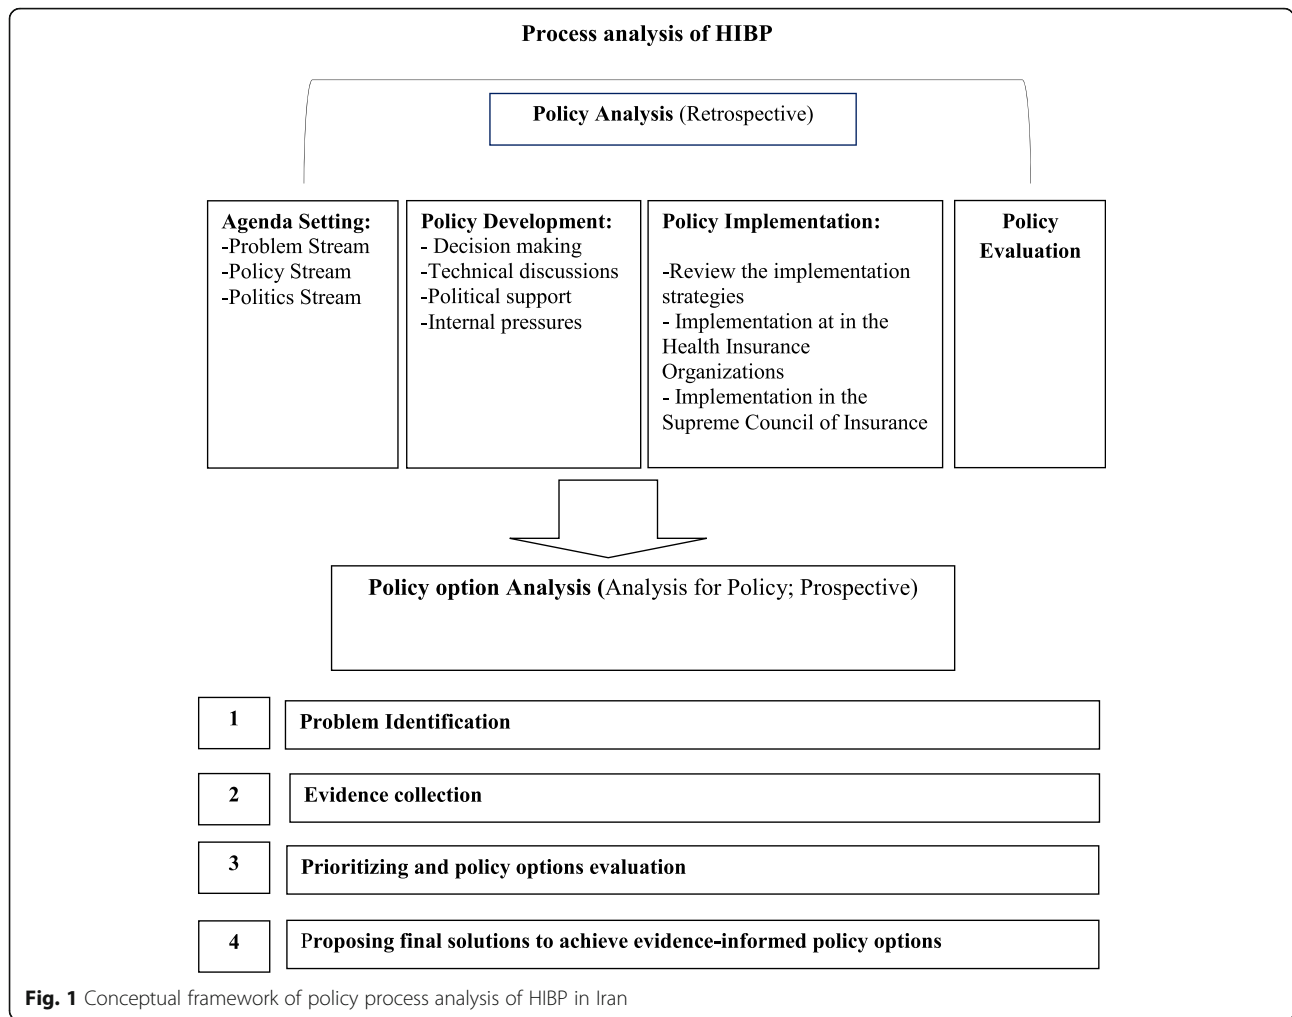 Process analysis of HIBP
Policy Analysis (Retrospective)
Agenda Setting:
-Problem Stream
-Policy Stream
-Politics Stream
Policy Development:
- Decision making
-Technical discussions
-Political support
-Internal pressures
Policy Implementation:
-Review the implementation
strategies
- Implementation at in the
Health Insurance
Organizations
- Implementation in the
Supreme Council of Insurance
Policy
Evaluation
Policy option Analysis (Analysis for Policy; Prospective)
1
Problem Identification
2
Evidence collection
3
Prioritizing and policy options evaluation
4
Proposing final solutions to achieve evidence-informed policy options
Fig. 1 Conceptual framework of policy process analysis of HIBP in Iran